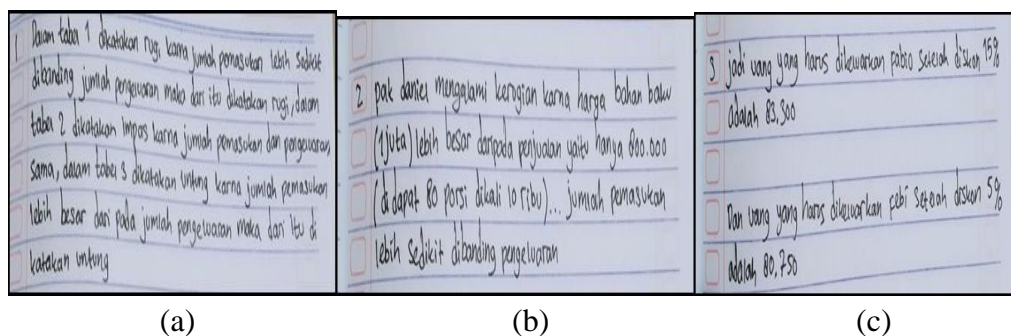 1 Dalam tabel 1 dikatakan rugi karna jumlah pemasukan lebih sedikit
dibanding jumlah pengeluaran maka dari itu dikatakan rugi, dalam
tabel 2 dikatakan impas karna jumlah pemasukan dan pengeluaran
sama, dalam tabel 3 dikatakan untung karna jumlah pemasukan
lebih besar dari pada jumlah pengeluaran maka dari itu di
katakan untung
(a)
2. pak daniel mengalami kerugian karna harga bahan baku
(1juta) lebih besar daripada penjualan yaitu hanya 800.000
(di dapat 80 porsi dikali 10 ribu)... jumlah pemasukan
lebih sedikit dibanding pengeluaran
(b)
3 jadi uang yang harus dikeluarkan pabio setelah diskon 15%
adalah 83,300
Dan uang yang harus dikeluarkan febi setelah diskon 5%
adalah 80,750
(c)